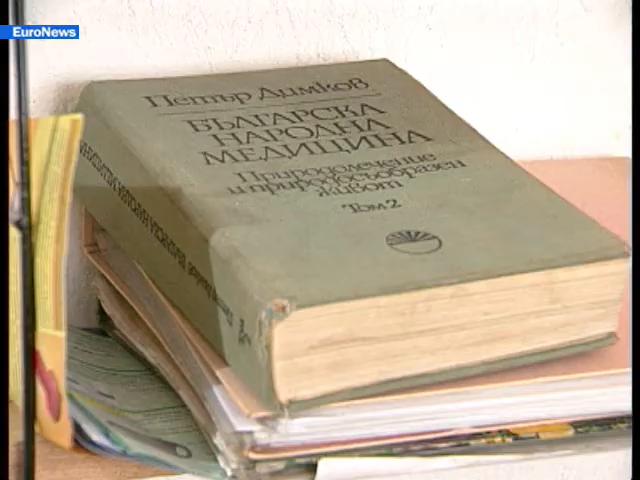 EuroNews
Петър Димков
БЪЛГАРСКА
НАРОДНА
МЕДИЦИНА
Природолечение
и природосъобразен
живот
Том 2